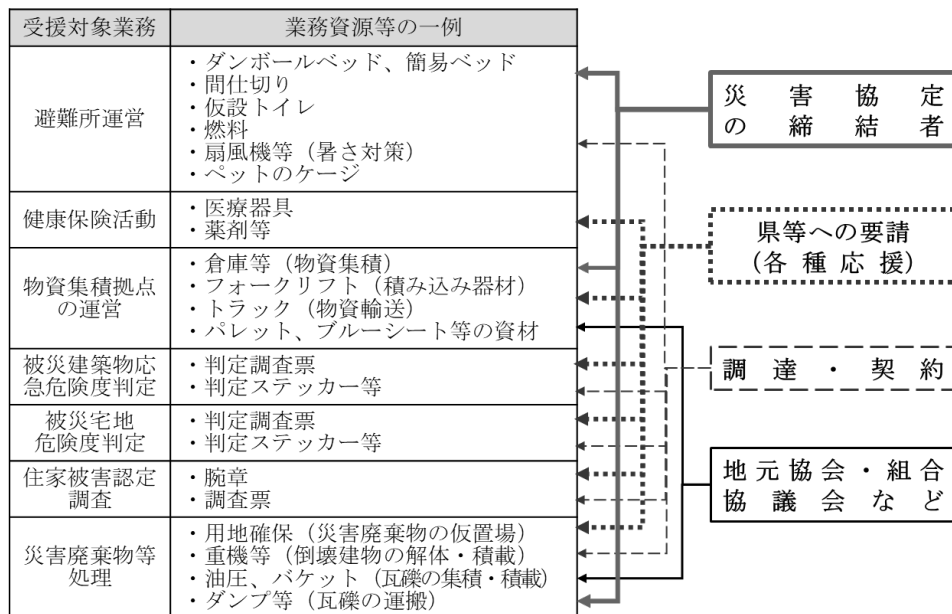 受援対象業務
業務資源等の一例
避難所運営
・ダンボールベッド、簡易ベッド
・間仕切り
・仮設トイレ
・燃料
・扇風機等（暑さ対策）
・ペットのケージ
健康保険活動
・医療器具
・薬剤等
物資集積拠点
の運営
・倉庫等（物資集積）
・フォークリフト（積み込み器材）
・トラック（物資輸送）
・パレット、ブルーシート等の資材
被災建築物応
急危険度判定
・判定調査票
・判定ステッカー等
被災宅地
危険度判定
・判定調査票
・判定ステッカー等
住家被害認定
調査
・腕章
・調査票
災害廃棄物等
処理
・用地確保（災害廃棄物の仮置場）
・重機等（倒壊建物の解体・積載）
・油圧、バケット（瓦礫の集積・積載）
・ダンプ等（瓦礫の運搬）
災害協定
の締結者
県等への要請
（各種応援）
調達・契約
地元協会・組合
協議会など